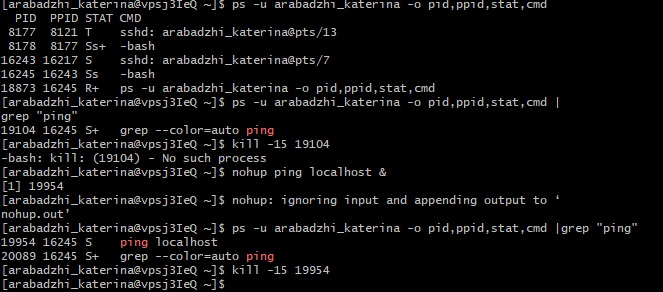 [arabadzhi_katerina@vpsj3IeQ ~]$ ps -u arabadzhi_katerina -o pid,ppid,stat,cmd
  PID  PPID STAT CMD
 8177  8121 T    sshd: arabadzhi_katerina@pts/13
 8178  8177 Ss+  -bash
16243 16217 S    sshd: arabadzhi_katerina@pts/7
16245 16243 Ss   -bash
18873 16245 R+   ps -u arabadzhi_katerina -o pid,ppid,stat,cmd
[arabadzhi_katerina@vpsj3IeQ ~]$ ps -u arabadzhi_katerina -o pid,ppid,stat,cmd |
grep "ping"
19104 16245 S+   grep --color=auto ping
[arabadzhi_katerina@vpsj3IeQ ~]$ kill -15 19104
-bash: kill: (19104) - No such process
[arabadzhi_katerina@vpsj3IeQ ~]$ nohup ping localhost &
[1] 19954
[arabadzhi_katerina@vpsj3IeQ ~]$ nohup: ignoring input and appending output to ‘
nohup.out’
[arabadzhi_katerina@vpsj3IeQ ~]$ ps -u arabadzhi_katerina -o pid,ppid,stat,cmd |grep "ping"
19954 16245 S    ping localhost
20089 16245 S+   grep --color=auto ping
[arabadzhi_katerina@vpsj3IeQ ~]$ kill -15 19954
[arabadzhi_katerina@vpsj3IeQ ~]$